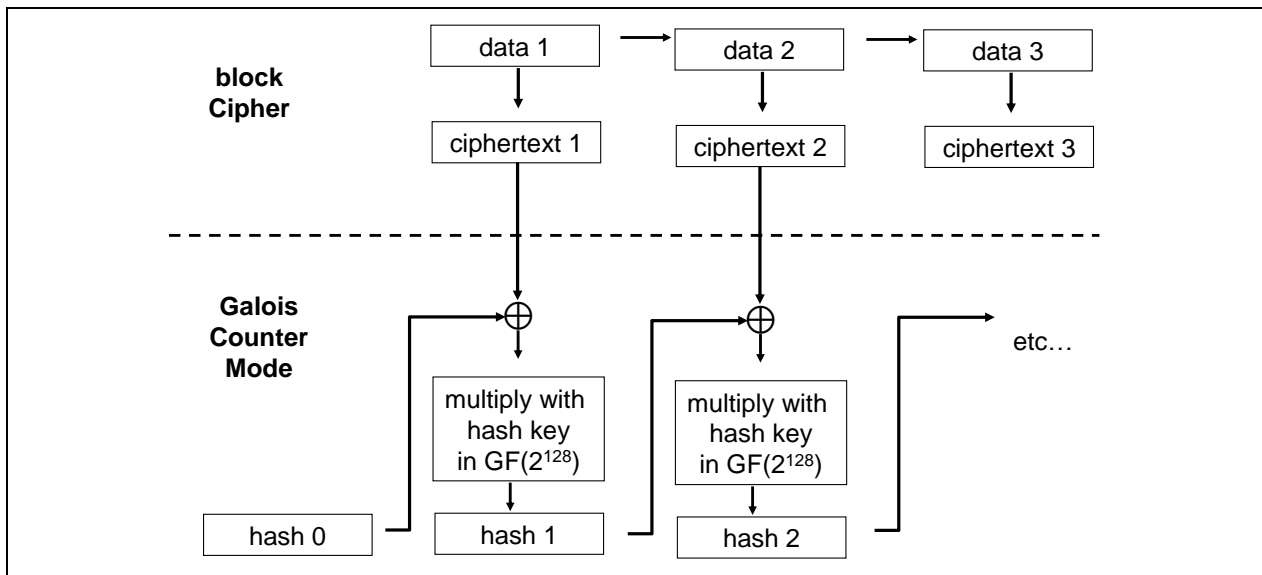 data 1
data 2
data 3
block
Cipher
ciphertext 1
ciphertext 2
ciphertext 3
Galois
Counter
Mode
etc…
multiply with
hash key
in GF(2¹²⁸)
multiply with
hash key
in GF(2¹²⁸)
hash 0
hash 1
hash 2